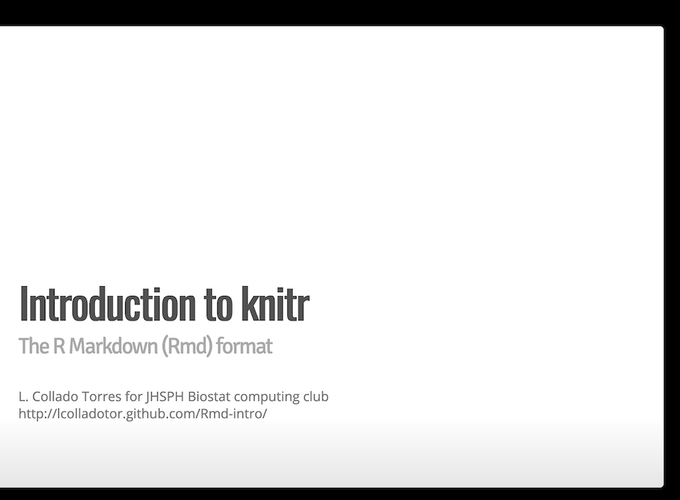 Introduction to knitr
The R Markdown (Rmd) format
L. Collado Torres for JHSPH Biostat computing club
http://lcolladotor.github.com/Rmd-intro/